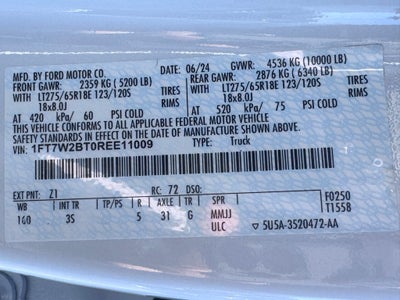 MFD. BY FORD MOTOR CO.
06/24 GVWR: 4536 KG (10000 LB)
FRONT GAWR: 2359 KG (5200 LB) REAR GAWR: 2876 KG (6340 LB)
WITH LT275/65R18E 123/120S TIRES WITH LT275/65R18E 123/120S TIRES
18x8.0J RIMS 18x8.0J RIMS
AT 420 kPa/ 60 PSI COLD AT 520 kPa/ 75 PSI COLD
THIS VEHICLE CONFORMS TO ALL APPLICABLE FEDERAL MOTOR VEHICLE
SAFETY STANDARDS IN EFFECT ON THE DATE OF MANUFACTURE SHOWN ABOVE.
VIN: 1FT7W2BT0REE11009 TYPE: Truck
EXT PNT: Z1 RC: 72 DSO:
WB TP/PS R AXLE TR SPR F0250
160 3S 5 31 G MMJJ T155B
ULC 5U5A-3520472-AA